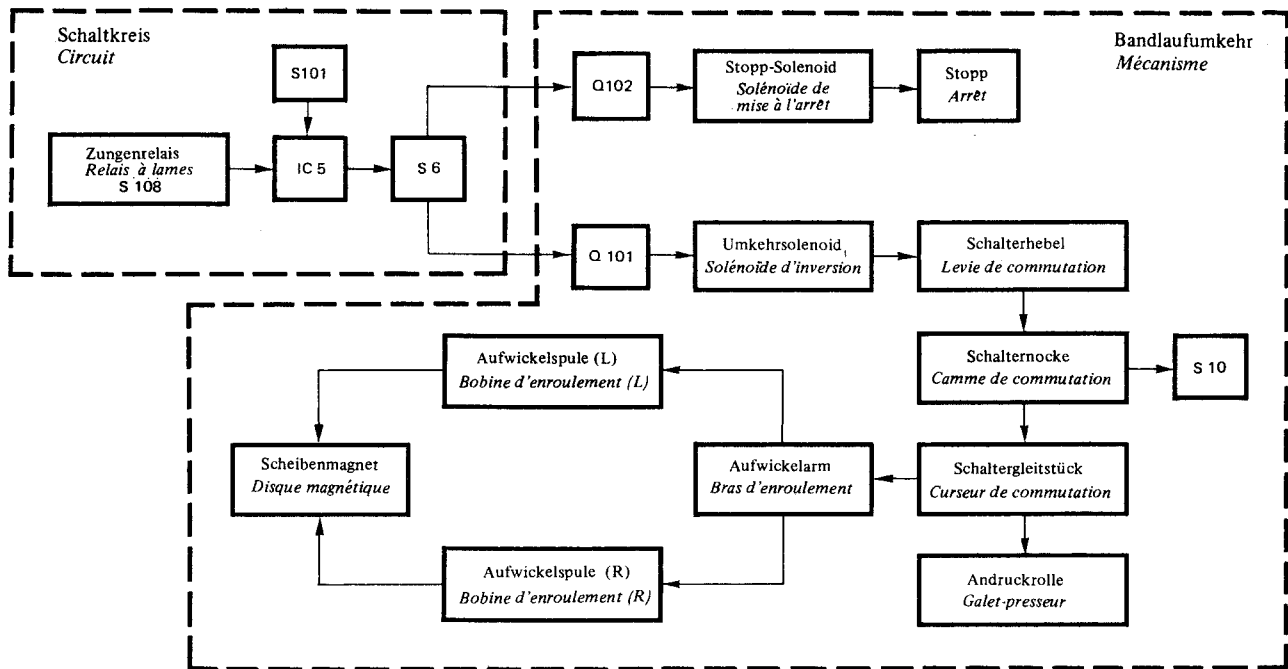 Schaltkreis
Circuit
S101
Zungenrelais
Relais à lames
S 108
IC 5
S 6
Bandlaufumkehr
Mécanisme
Q102
Stopp-Solenoid
Solénoïde de
mise à l'arrêt
Stopp
Arrêt
Q 101
Umkehrsolenoid
Solénoïde d'inversion
Schalterhebel
Levie de commutation
Schalternocke
Camme de commutation
S 10
Aufwickelspule (L)
Bobine d'enroulement (L)
Scheibenmagnet
Disque magnétique
Aufwickelarm
Bras d'enroulement
Schaltergleitstück
Curseur de commutation
Aufwickelspule (R)
Bobine d'enroulement (R)
Andruckrolle
Galet-presseur